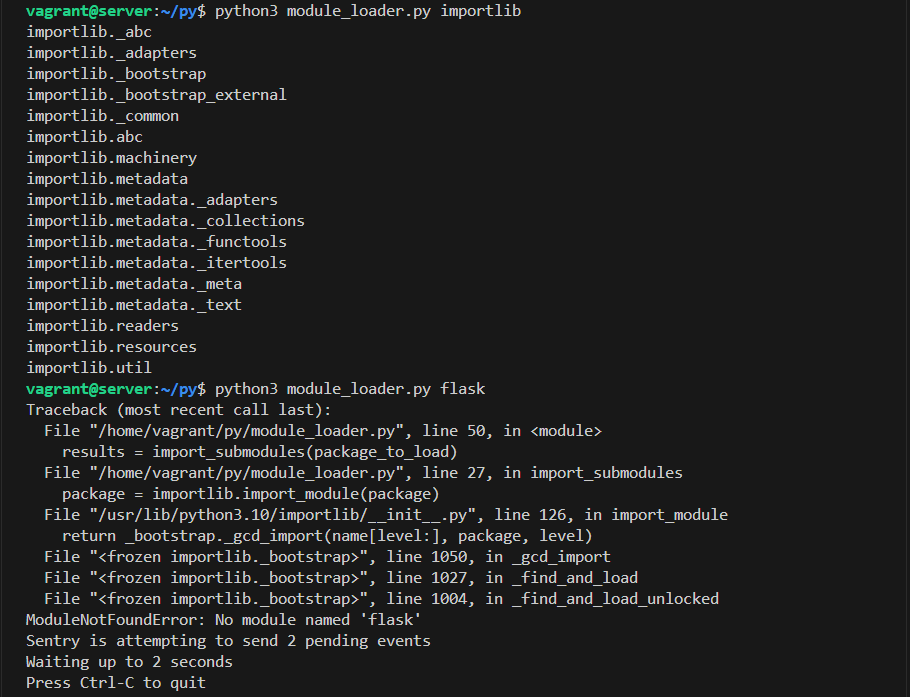 vagrant@server:~/py$ python3 module_loader.py importlib
importlib._abc
importlib._adapters
importlib._bootstrap
importlib._bootstrap_external
importlib._common
importlib.abc
importlib.machinery
importlib.metadata
importlib.metadata._adapters
importlib.metadata._collections
importlib.metadata._functools
importlib.metadata._itertools
importlib.metadata._meta
importlib.metadata._text
importlib.readers
importlib.resources
importlib.util
vagrant@server:~/py$ python3 module_loader.py flask
Traceback (most recent call last):
  File "/home/vagrant/py/module_loader.py", line 50, in <module>
    results = import_submodules(package_to_load)
  File "/home/vagrant/py/module_loader.py", line 27, in import_submodules
    package = importlib.import_module(package)
  File "/usr/lib/python3.10/importlib/__init__.py", line 126, in import_module
    return _bootstrap._gcd_import(name[level:], package, level)
  File "<frozen importlib._bootstrap>", line 1050, in _gcd_import
  File "<frozen importlib._bootstrap>", line 1027, in _find_and_load
  File "<frozen importlib._bootstrap>", line 1004, in _find_and_load_unlocked
ModuleNotFoundError: No module named 'flask'
Sentry is attempting to send 2 pending events
Waiting up to 2 seconds
Press Ctrl-C to quit